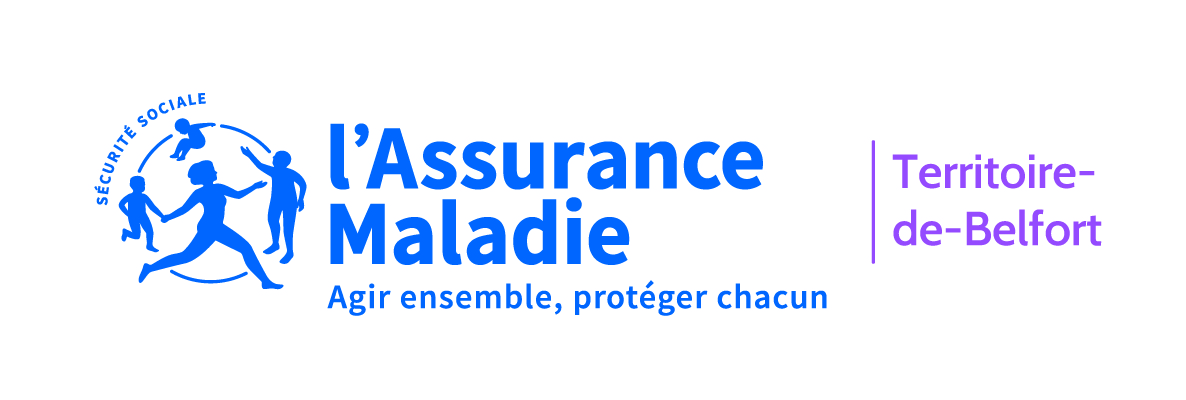 SÉCURITÉ SOCIALE
l’Assurance
Maladie
Agir ensemble, protéger chacun
Territoire-
de-Belfort